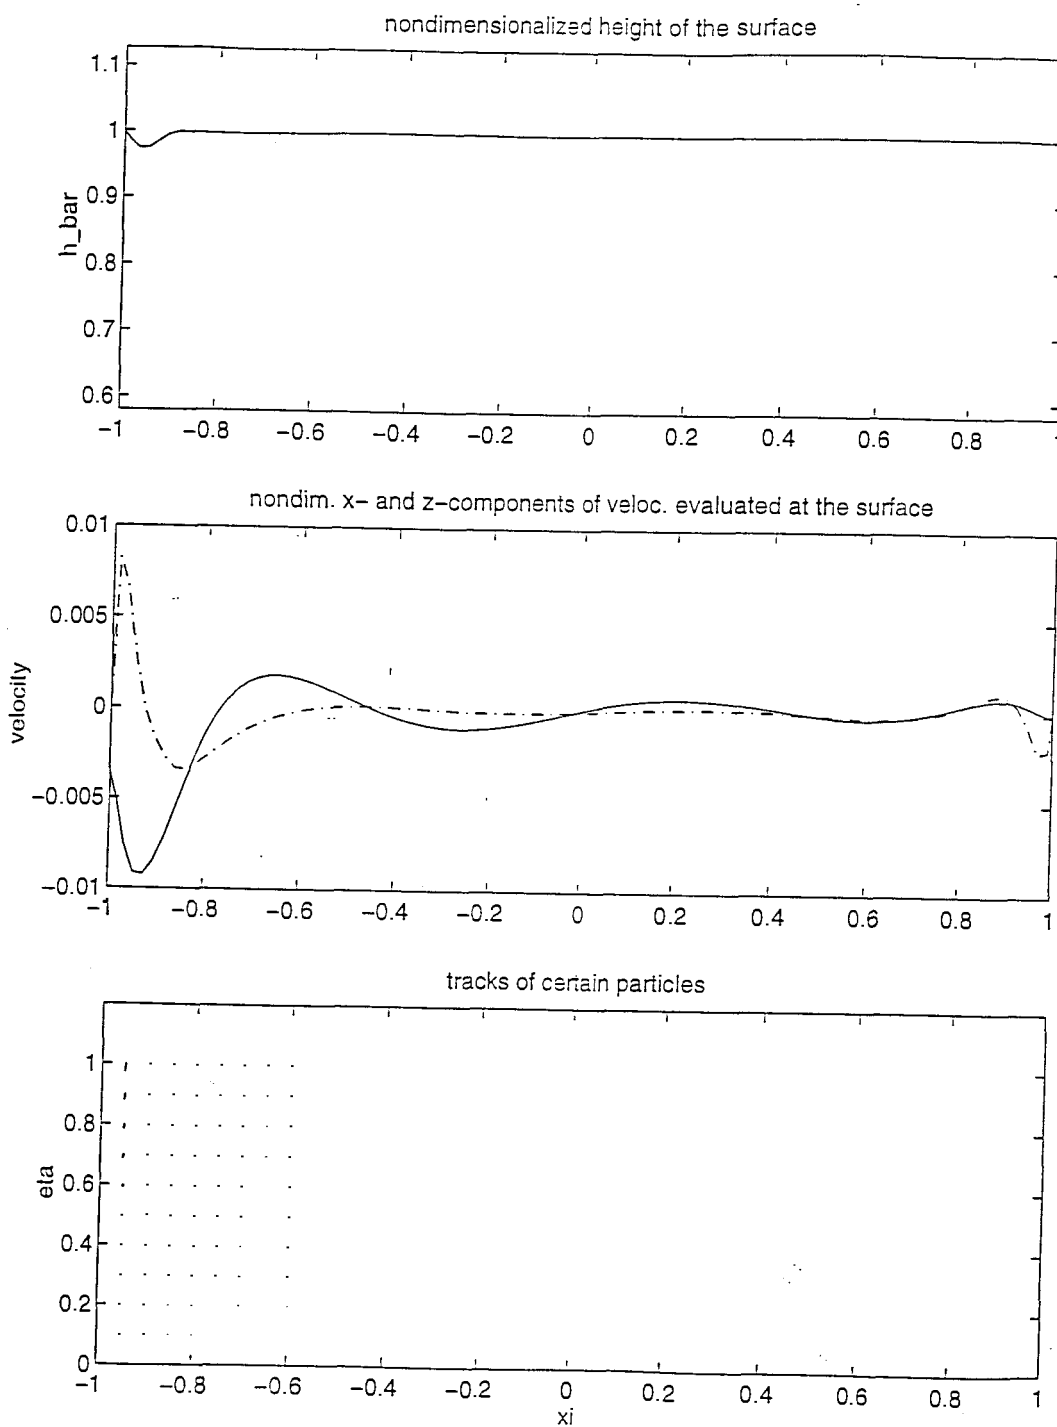 nondimensionalized height of the surface
1.1
1
0.9
0.8
0.7
0.6
h_bar
-1 -0.8 -0.6 -0.4 -0.2 0 0.2 0.4 0.6 0.8 1
nondim. x- and z-components of veloc. evaluated at the surface
0.01
0.005
0
-0.005
-0.01
velocity
-1 -0.8 -0.6 -0.4 -0.2 0 0.2 0.4 0.6 0.8 1
tracks of certain particles
1
0.8
0.6
0.4
0.2
0
eta
-1 -0.8 -0.6 -0.4 -0.2 0 0.2 0.4 0.6 0.8 1
xi